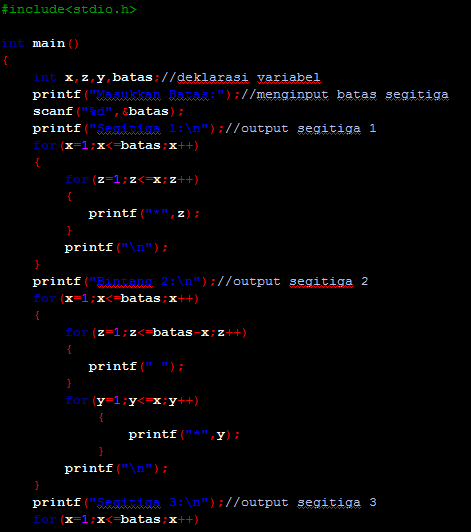 #include<stdio.h>
int main()
{
int x,z,y,batas;//deklarasi variabel
printf("Masukkan Batas:");//menginput batas segitiga
scanf("%d",&batas);
printf("Segitiga 1:\n");//output segitiga 1
for(x=1;x<=batas;x++)
{
for(z=1;z<=x;z++)
{
printf("*",z);
}
printf("\n");
}
printf("Bintang 2:\n");//output segitiga 2
for(x=1;x<=batas;x++)
{
for(z=1;z<=batas-x;z++)
{
printf(" ");
}
for(y=1;y<=x;y++)
{
printf("*",y);
}
printf("\n");
}
printf("Segitiga 3:\n");//output segitiga 3
for(x=1;x<=batas;x++)